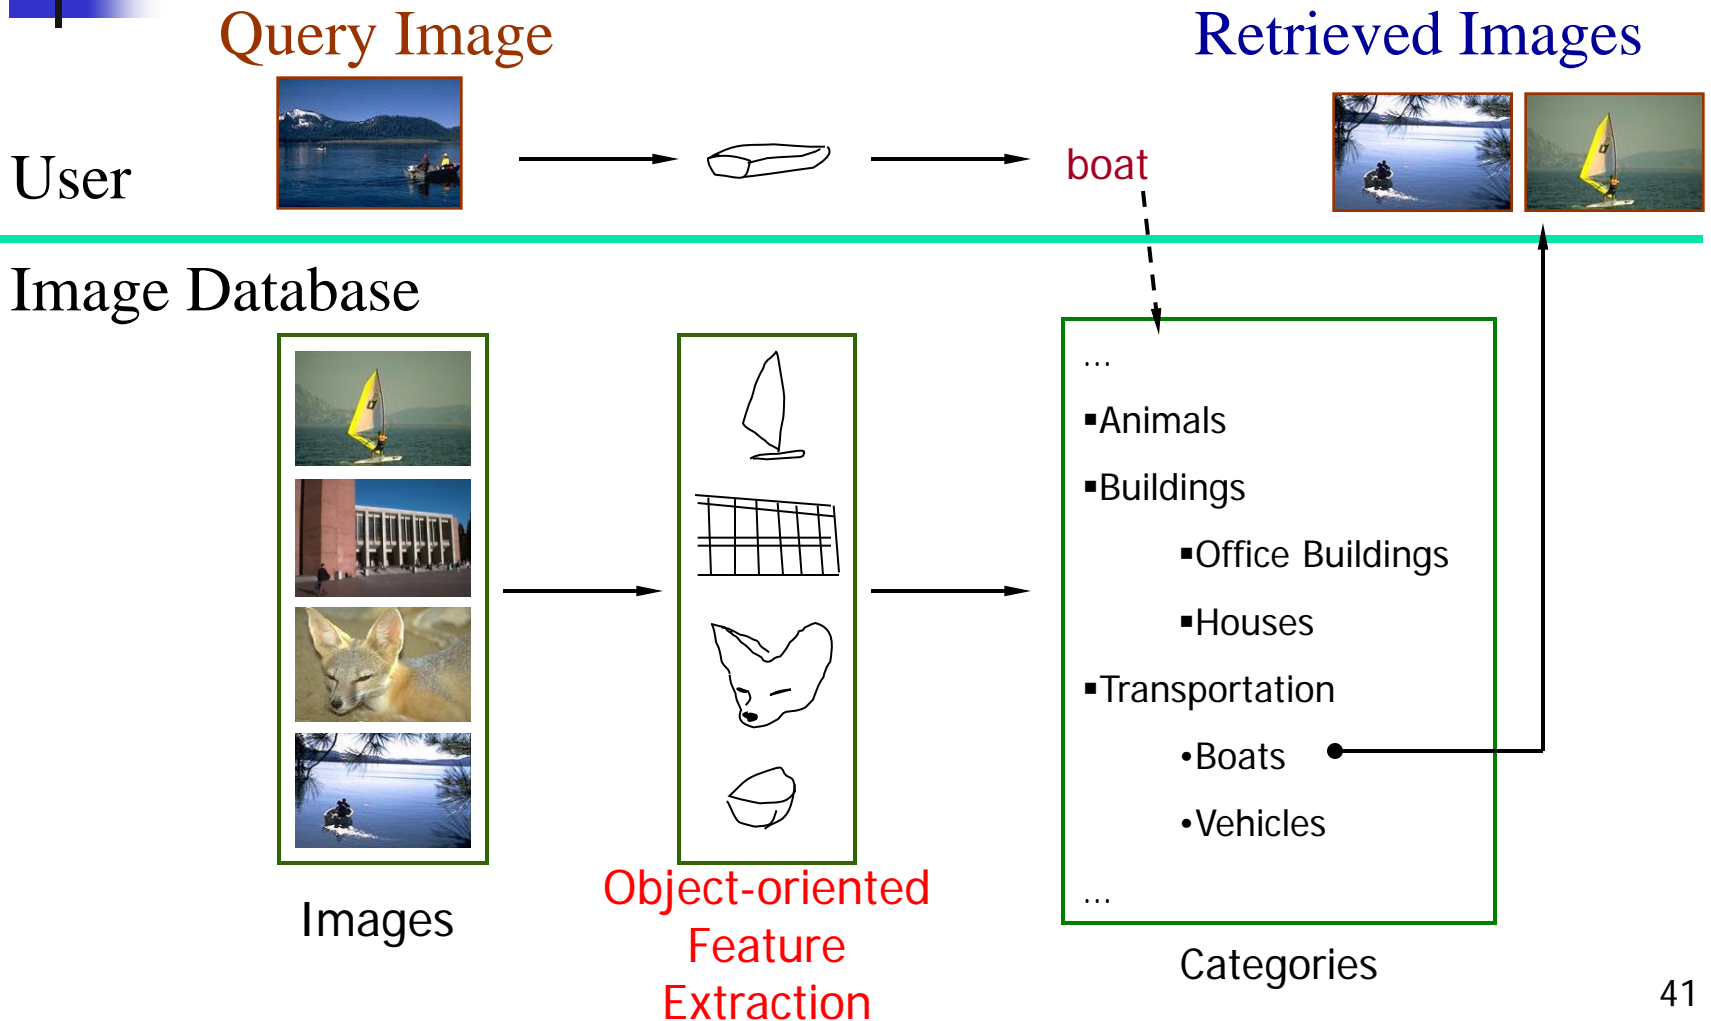 Query Image
Retrieved Images
User
boat
Image Database
...
▪Animals
▪Buildings
▪Office Buildings
▪Houses
▪Transportation
•Boats
•Vehicles
...
Images
Object-oriented
Feature
Extraction
Categories
41